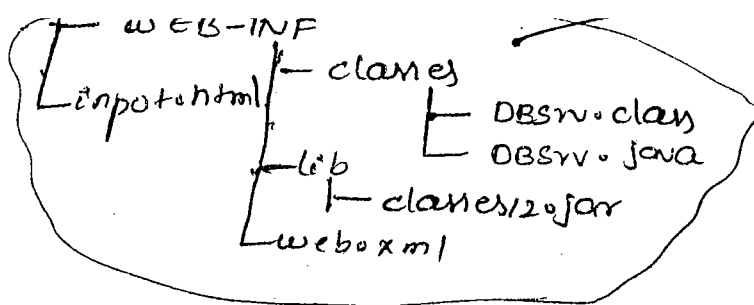 WEB-INF
classes
input.html
DBSrv.class
DBSrv.java
lib
classes12.jar
web.xml